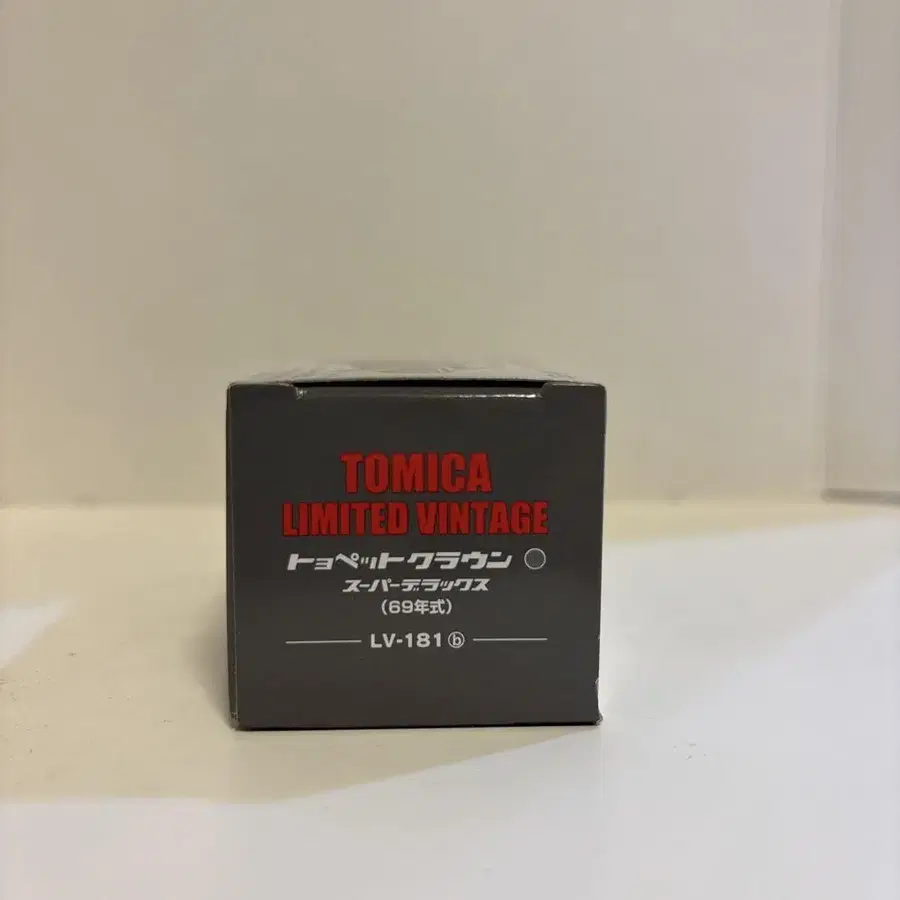 TOMICA
LIMITED VINTAGE
トヨペットクラウン
スーパーデラックス
(69年式)
LV-181ⓑ